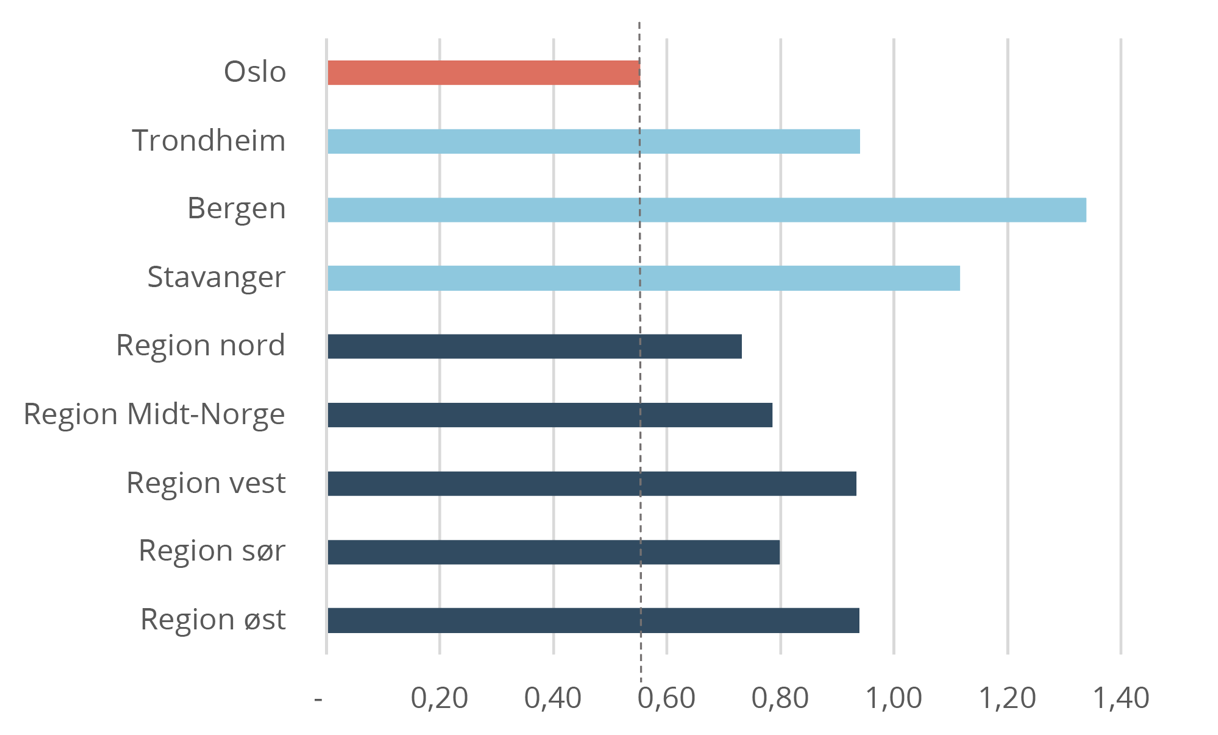 Oslo
Trondheim
Bergen
Stavanger
Region nord
Region Midt-Norge
Region vest
Region sør
Region øst
- 0,20 0,40 0,60 0,80 1,00 1,20 1,40